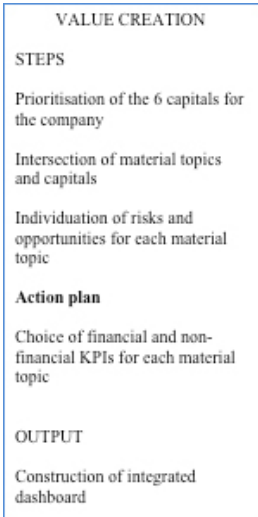 VALUE CREATION
STEPS
Prioritisation of the 6 capitals for
the company
Intersection of material topics
and capitals
Individuation of risks and
opportunities for each material
topic
Action plan
Choice of financial and non-
financial KPIs for each material
topic
OUTPUT
Construction of integrated
dashboard